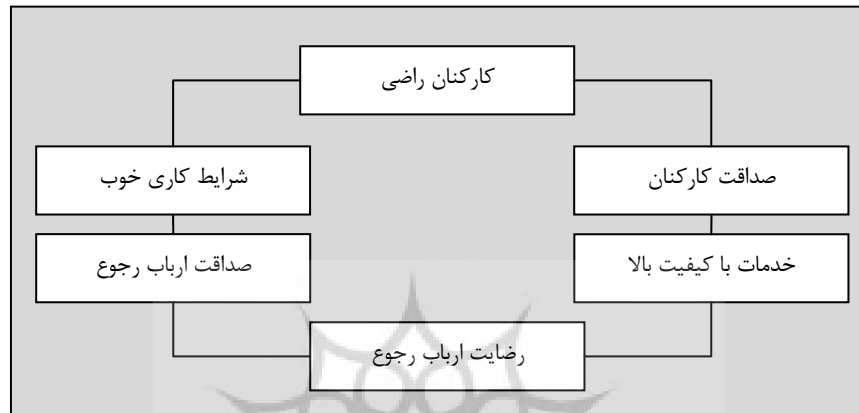 کارکنان راضی
صداقت کارکنان
شرایط کاری خوب
خدمات با کیفیت بالا
صداقت ارباب رجوع
رضایت ارباب رجوع